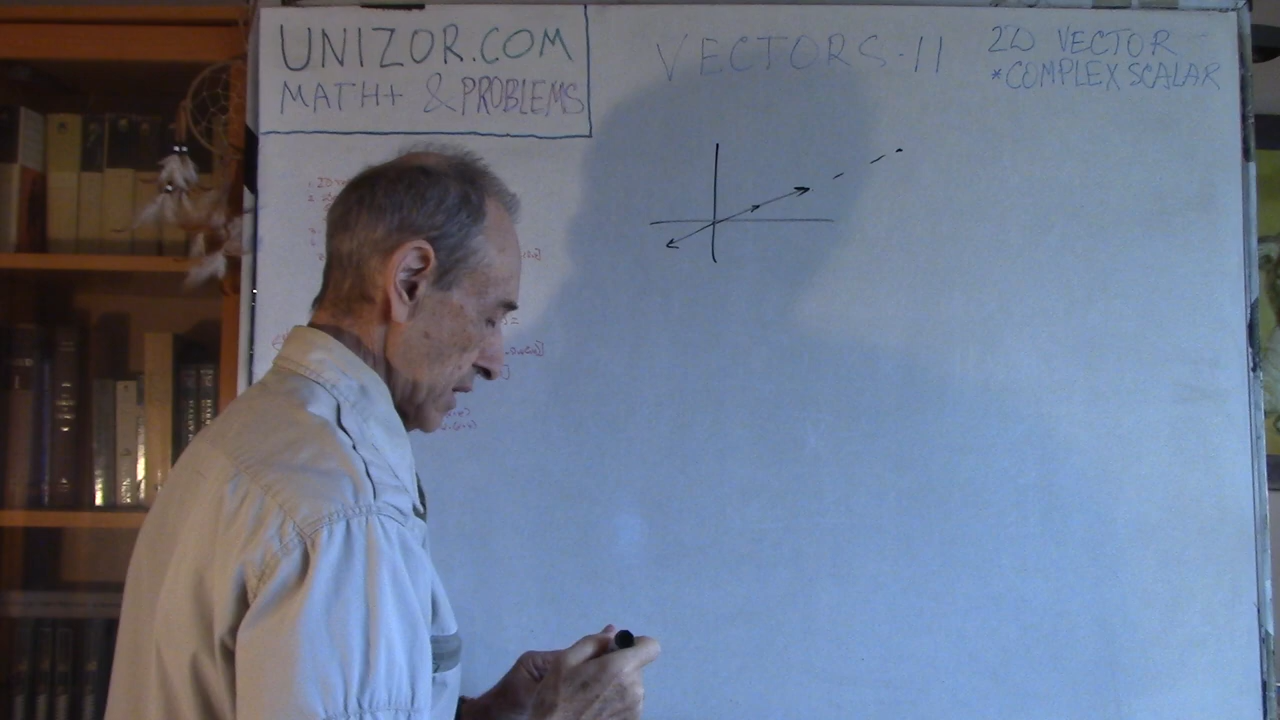 UNIZOR.COM
MATH+ & PROBLEMS
VECTORS-11
2D VECTOR
*COMPLEX SCALAR